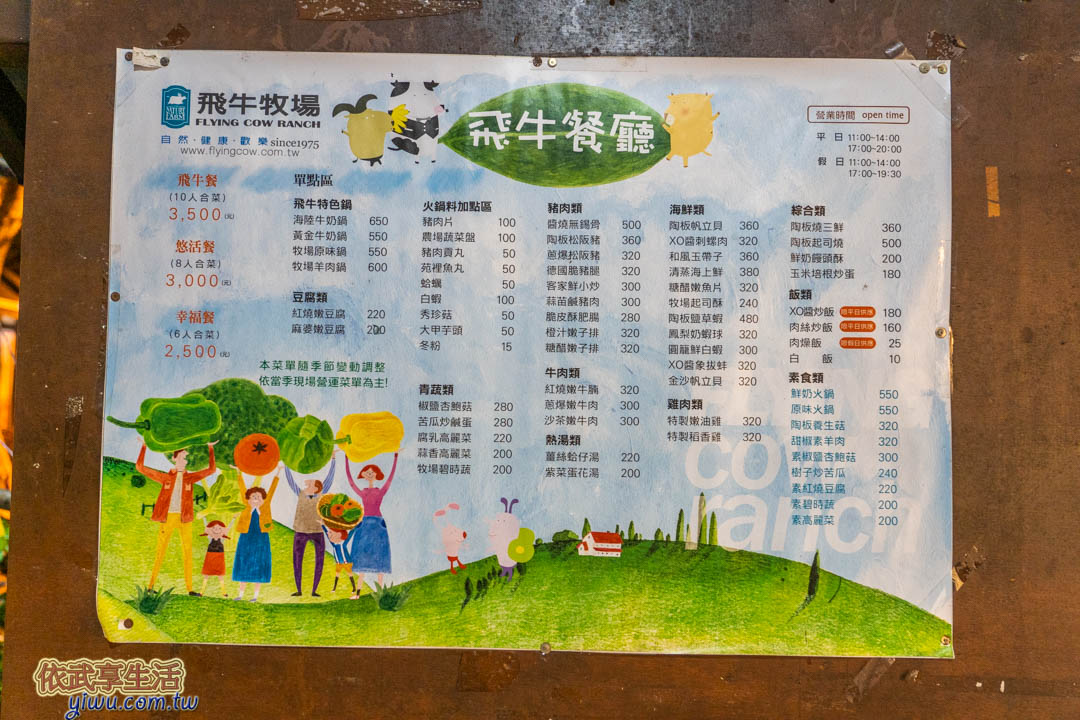 飛牛牧場
FLYING COW RANCH
NATURE FARM
自然·健康·歡樂 since1975
www.flyingcow.com.tw
飛牛餐廳
營業時間 open time
平日 11:00~14:00
17:00~20:00
假日 11:00~14:00
17:00~19:30
飛牛餐
(10人合菜)
3,500(元)
悠活餐
(8人合菜)
3,000(元)
幸福餐
(6人合菜)
2,500(元)
單點區
飛牛特色鍋
海陸牛奶鍋 650
黃金牛奶鍋 550
牧場原味鍋 550
牧場羊肉鍋 600
豆腐類
紅燒嫩豆腐 220
麻婆嫩豆腐 200
本菜單隨季節變動調整
依當季現場營運菜單為主!
火鍋料加點區
豬肉片 100
農場蔬菜盤 100
豬肉貢丸 50
苑裡魚丸 50
蛤蠣 50
白蝦 100
秀珍菇 50
大甲芋頭 50
冬粉 15
青蔬類
椒鹽杏鮑菇 280
苦瓜炒鹹蛋 280
腐乳高麗菜 220
蒜香高麗菜 200
牧場碧時蔬 200
豬肉類
醬燒無錫骨 500
陶板松阪豬 360
蔥爆松阪豬 320
德國脆豬腿 320
客家鮮小炒 300
蒜苗鹹豬肉 300
脆皮酥肥腸 280
橙汁嫩子排 320
糖醋嫩子排 320
牛肉類
紅燒嫩牛腩 320
蔥爆嫩牛肉 300
沙茶嫩牛肉 300
熱湯類
薑絲蛤仔湯 220
紫菜蛋花湯 200
海鮮類
陶板帆立貝 360
XO醬刺螺肉 320
和風玉帶子 360
清蒸海上鮮 380
糖醋嫩魚片 320
牧場起司酥 240
陶板鹽草蝦 480
鳳梨奶蝦球 320
圓籠鮮白蝦 300
XO醬象拔蚌 320
金沙帆立貝 320
雞肉類
特製嫩油雞 320
特製稻香雞 320
綜合類
陶板燒三鮮 360
陶板起司燒 500
鮮奶饅頭酥 200
玉米培根炒蛋 180
飯類
XO醬炒飯 限平日供應 180
肉絲炒飯 限平日供應 160
肉燥飯 限假日供應 25
白飯 10
素食類
鮮奶火鍋 550
原味火鍋 550
陶板養生菇 320
甜椒素羊肉 320
素椒鹽杏鮑菇 300
樹子炒苦瓜 240
素紅燒豆腐 220
素碧時蔬 200
素高麗菜 200
cow
ranch
依武享生活
yiwu.com.tw